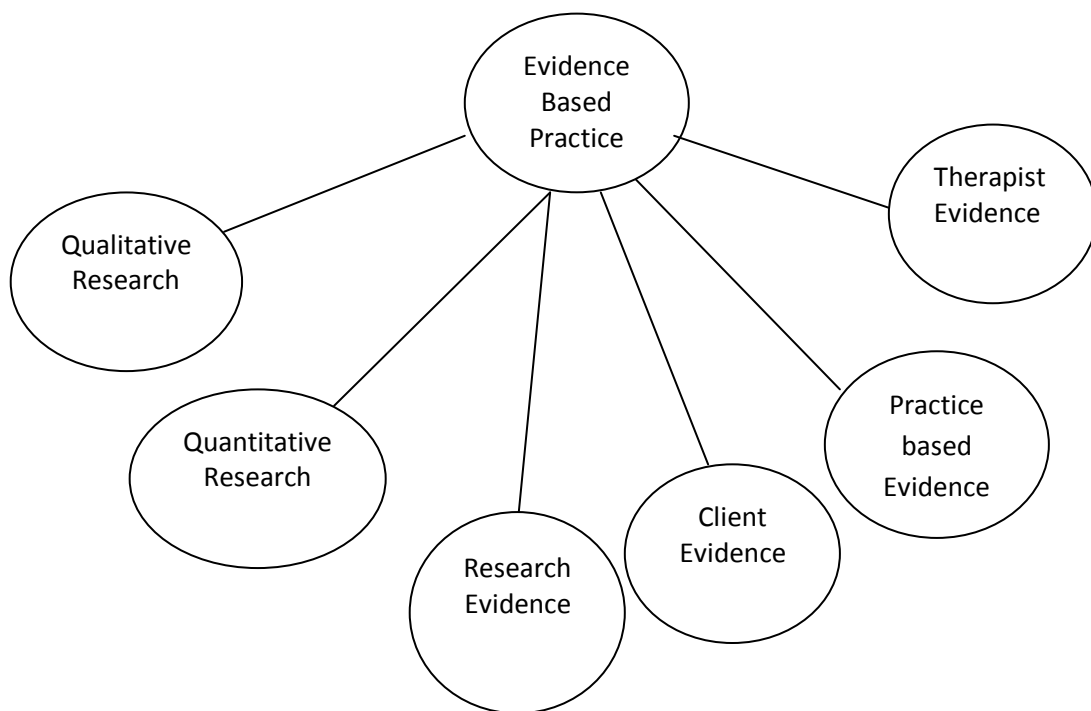 Evidence
Based
Practice
Therapist
Evidence
Qualitative
Research
Practice
based
Evidence
Quantitative
Research
Client
Evidence
Research
Evidence